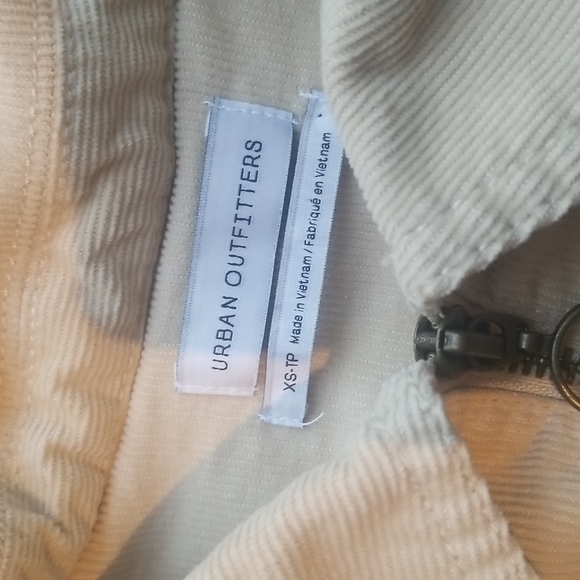 URBAN OUTFITTERS
XS-TP Made in Vietnam / Fabriqué en Vietnam